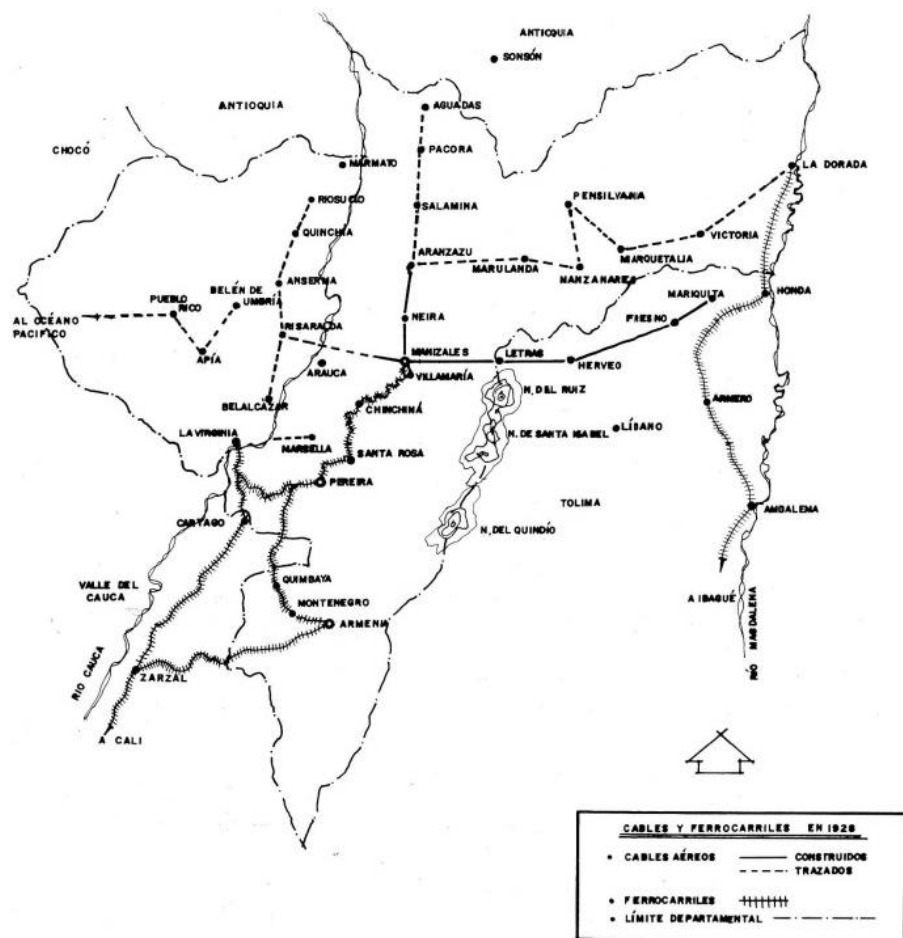 ANTIOQUIA
SONSÓN
ANTIOQUIA
AGUADAS
CHOCÓ
PACORA
MARMATO
LA DORADA
RIOSUCIO
SALAMINA
PENSILVANIA
QUINCHIA
VICTORIA
ARANZAZU
MARULANDA
MARQUETALIA
MANZANARES
ANSERMA
BELÉN DE
UMBRÍA
PUEBLO
RICO
MARIQUITA
HONDA
AL OCÉANO
PACIFICO
NEIRA
FRESNO
RISARALDA
APÍA
MANIZALES
LETRAS
HERVEO
ARAUCA
VILLAMARÍA
N. DEL RUIZ
BELALCAZAR
CHINCHINÁ
ARMERO
LA VIRGINIA
MARSELLA
N. DE SANTA ISABEL
LÍBANO
SANTA ROSA
PEREIRA
TOLIMA
AMBALEMA
CARTAGO
N. DEL QUINDÍO
VALLE DEL
CAUCA
QUIMBAYA
A IBAGUÉ
MONTENEGRO
ARMENIA
RÍO MAGDALENA
RIO CAUCA
ZARZAL
A CALI
CABLES Y FERROCARRILES EN 1928
CABLES AÉREOS CONSTRUIDOS
TRAZADOS
FERROCARRILES
LÍMITE DEPARTAMENTAL